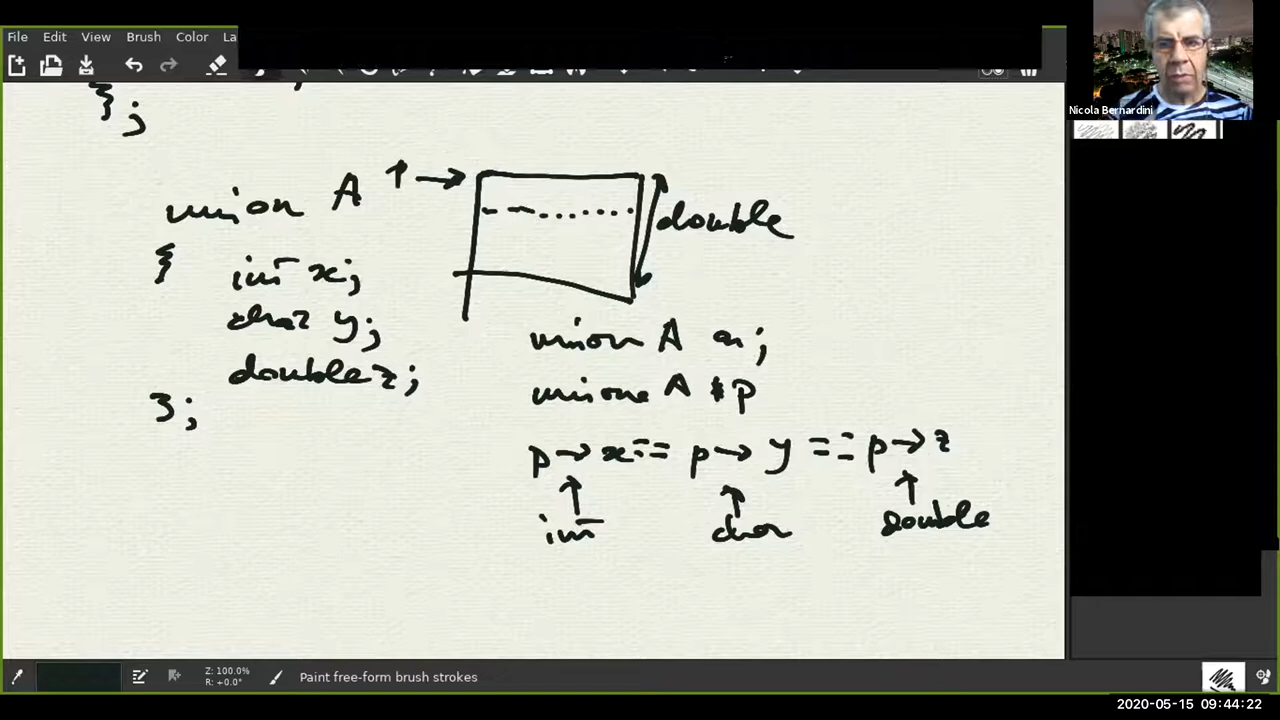 File Edit View Brush Color La
Nicola Bernardini
};
union A
{ int x;
char y;
double z;
};
double
union A a;
unione A *p
p→x == p→y == p→z
int char double
Z: 100.0%
R: +0.0°
Paint free-form brush strokes
2020-05-15 09:44:22